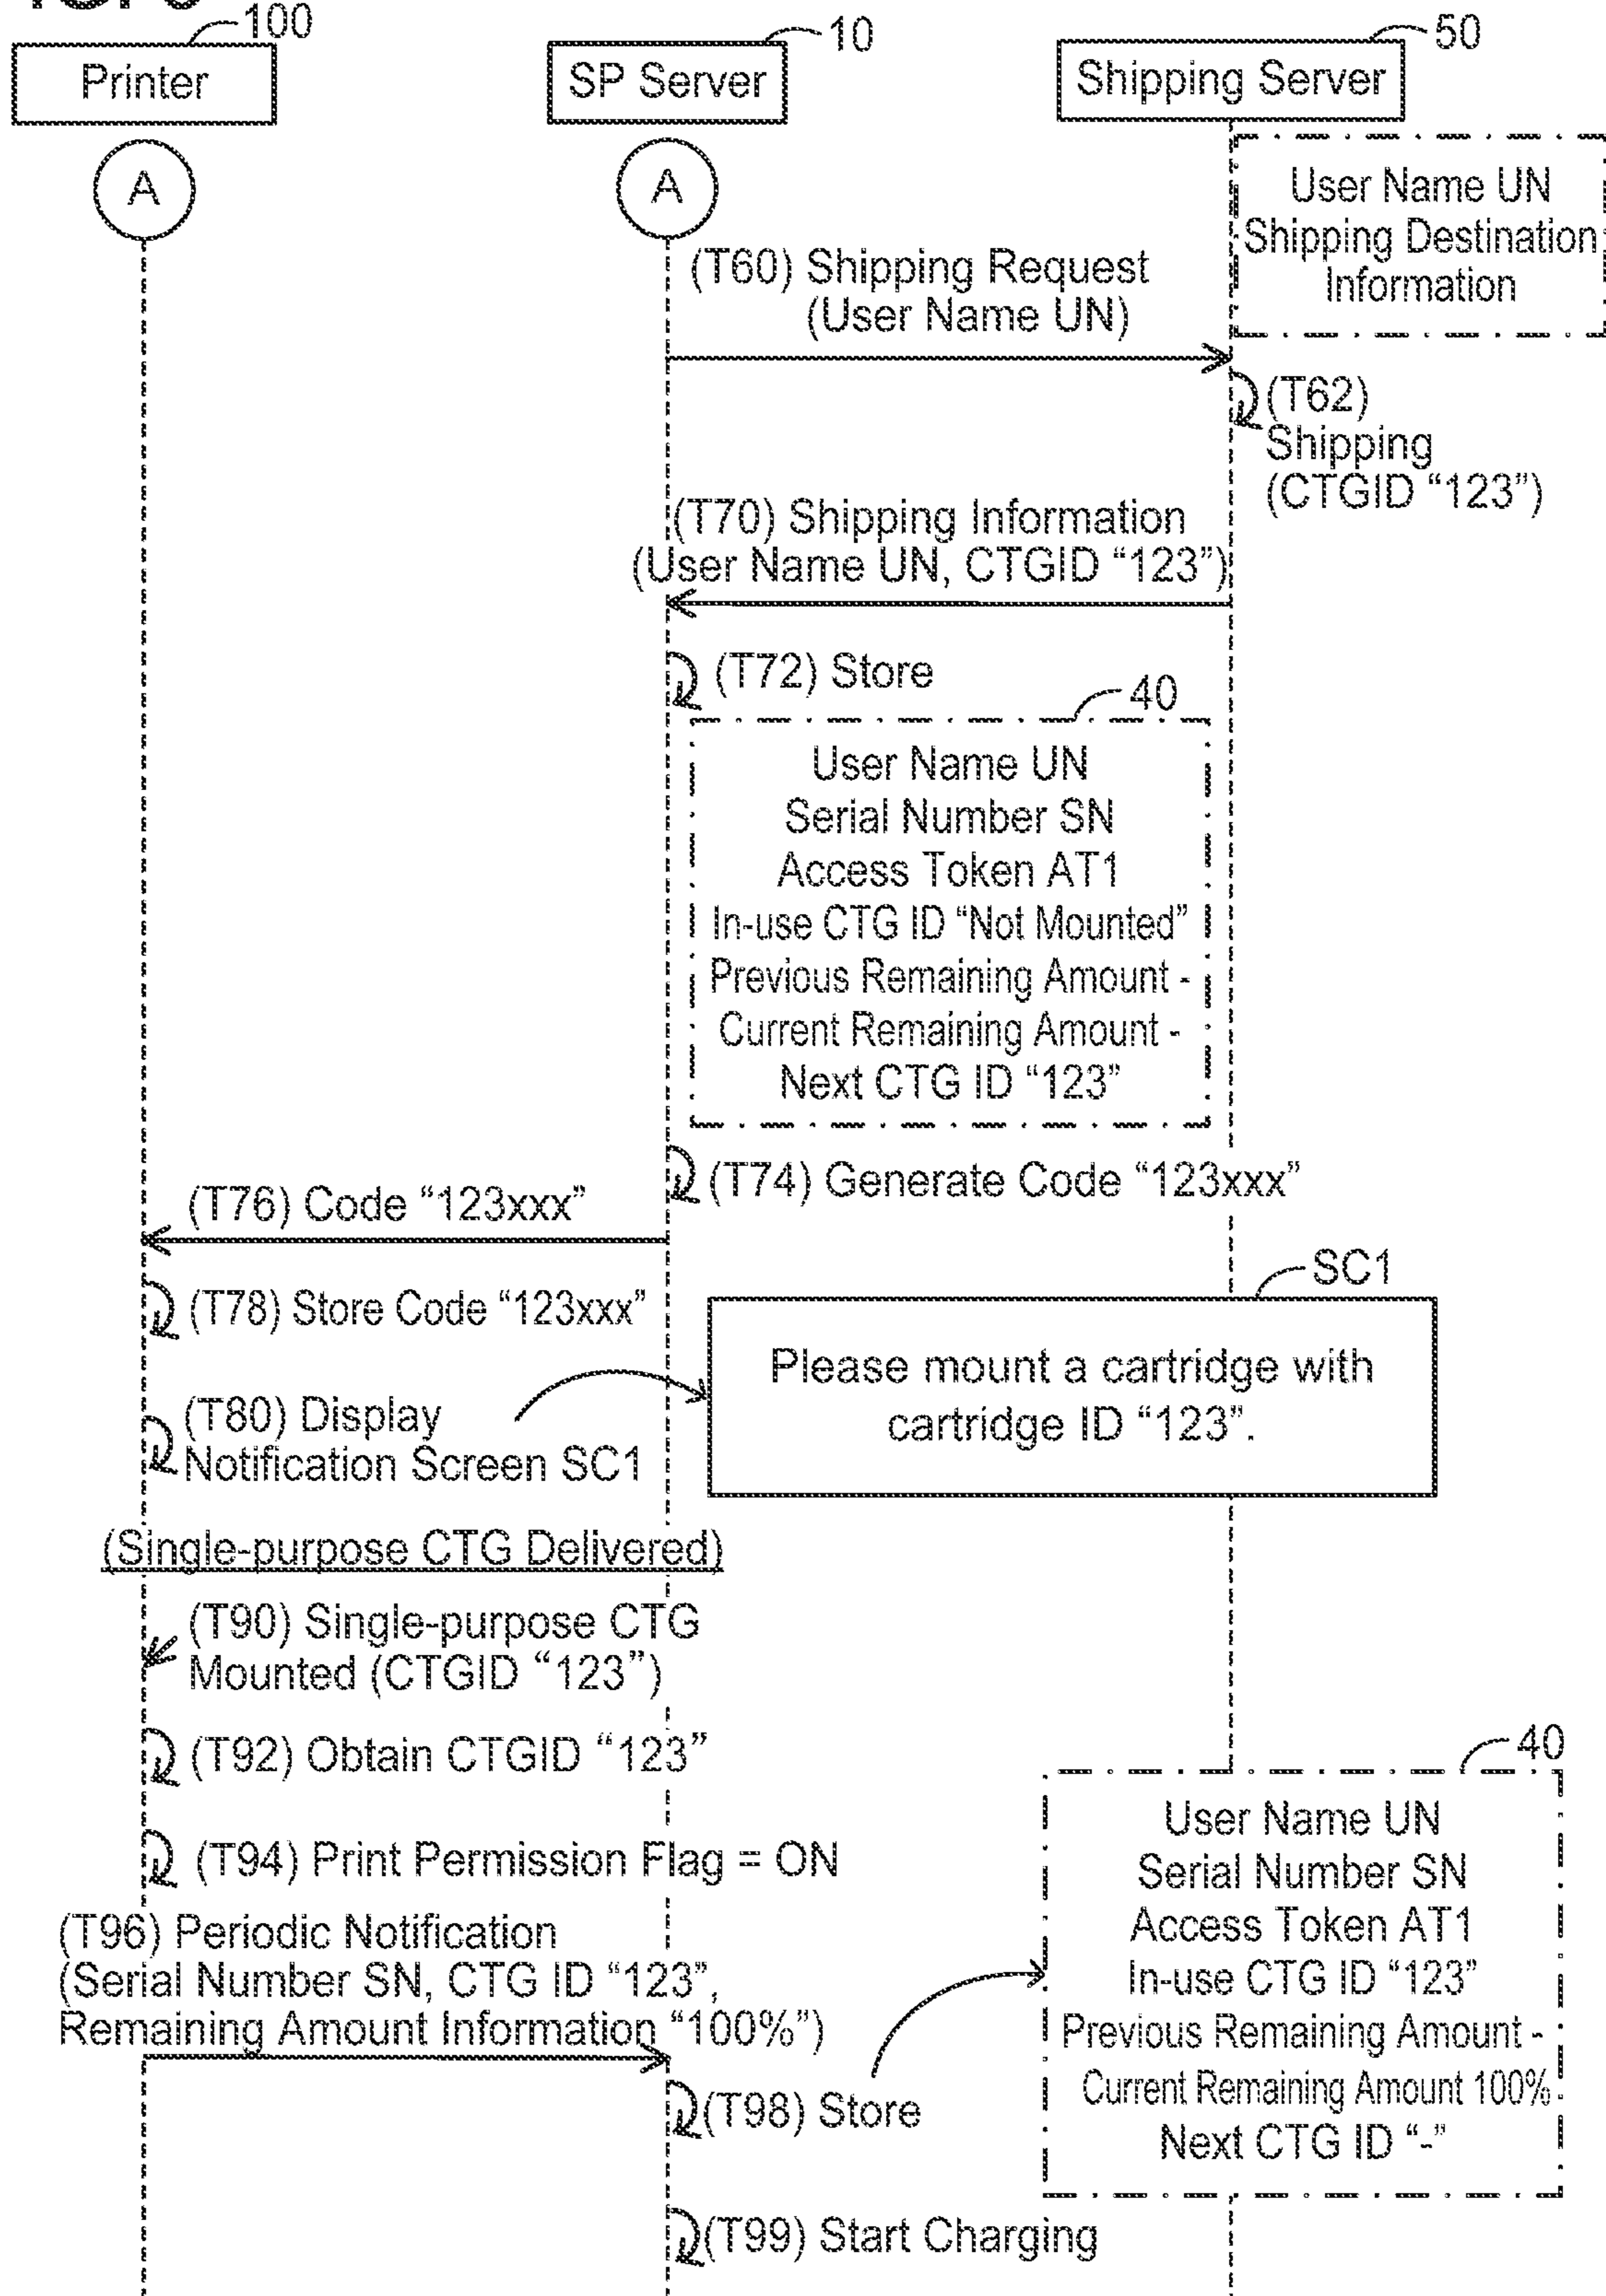 100
10
50
Printer
SP Server
Shipping Server
A
A
User Name UN
Shipping Destination
Information
(T60) Shipping Request
(User Name UN)
(T62)
Shipping
(CTGID “123”)
(T70) Shipping Information
(User Name UN, CTGID “123”)
(T72) Store
40
User Name UN
Serial Number SN
Access Token AT1
In-use CTG ID “Not Mounted”
Previous Remaining Amount -
Current Remaining Amount -
Next CTG ID “123”
(T74) Generate Code “123xxx”
(T76) Code “123xxx”
(T78) Store Code “123xxx”
SC1
Please mount a cartridge with
cartridge ID “123”.
(T80) Display
Notification Screen SC1
(Single-purpose CTG Delivered)
(T90) Single-purpose CTG
Mounted (CTGID “123”)
(T92) Obtain CTGID “123”
(T94) Print Permission Flag = ON
(T96) Periodic Notification
(Serial Number SN, CTG ID “123”,
Remaining Amount Information “100%”)
40
User Name UN
Serial Number SN
Access Token AT1
In-use CTG ID “123”
Previous Remaining Amount -
Current Remaining Amount 100%
Next CTG ID “-”
(T98) Store
(T99) Start Charging